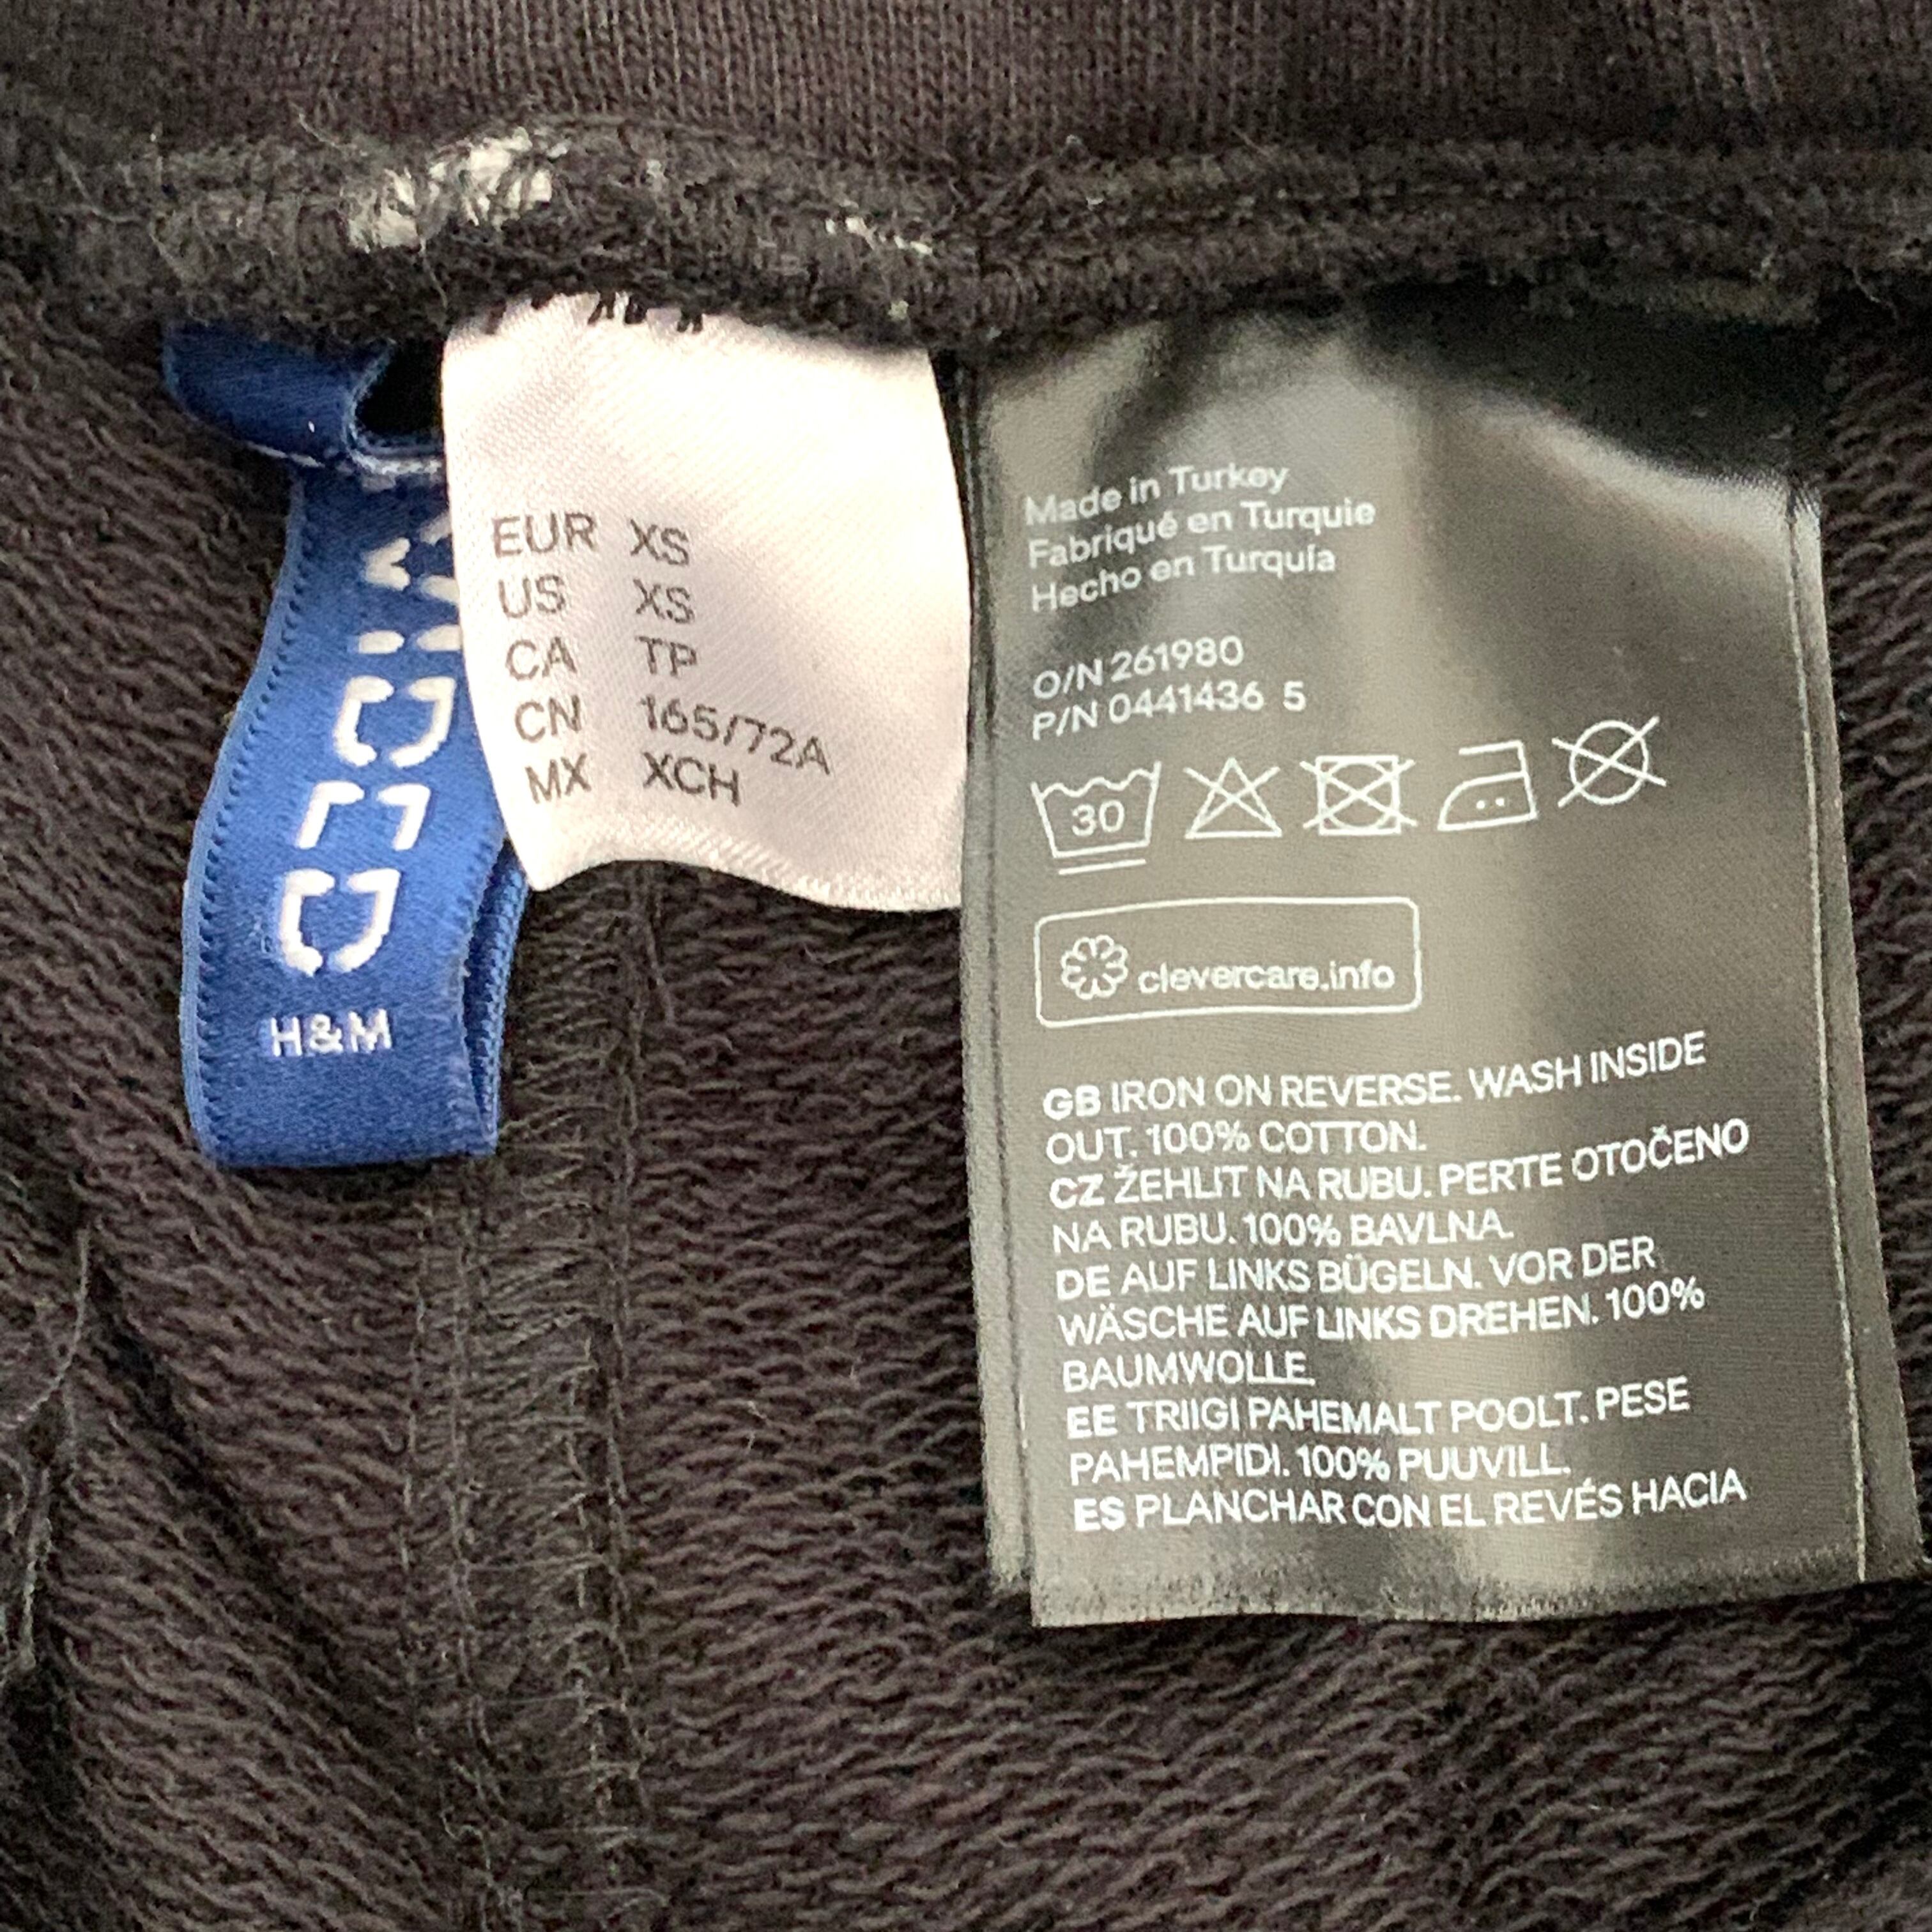 H&M
EUR XS
US XS
CA TP
CN 165/72A
MX XCH
Made in Turkey
Fabriqué en Turquie
Hecho en Turquía
O/N 261980
P/N 0441436 5
30
clevercare.info
GB IRON ON REVERSE. WASH INSIDE
OUT. 100% COTTON.
CZ ŽEHLIT NA RUBU. PERTE OTOČENO
NA RUBU. 100% BAVLNA.
DE AUF LINKS BÜGELN. VOR DER
WÄSCHE AUF LINKS DREHEN. 100%
BAUMWOLLE.
EE TRIIGI PAHEMALT POOLT. PESE
PAHEMPIDI. 100% PUUVILL.
ES PLANCHAR CON EL REVÉS HACIA